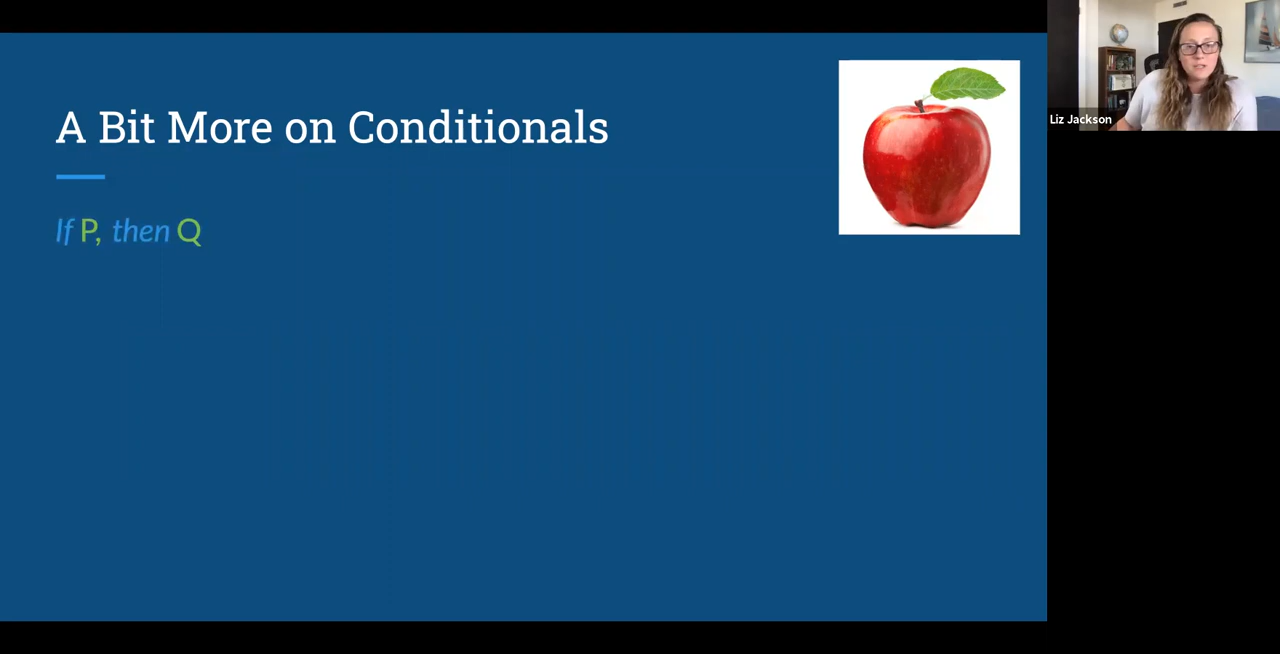 A Bit More on Conditionals
If P, then Q
Liz Jackson